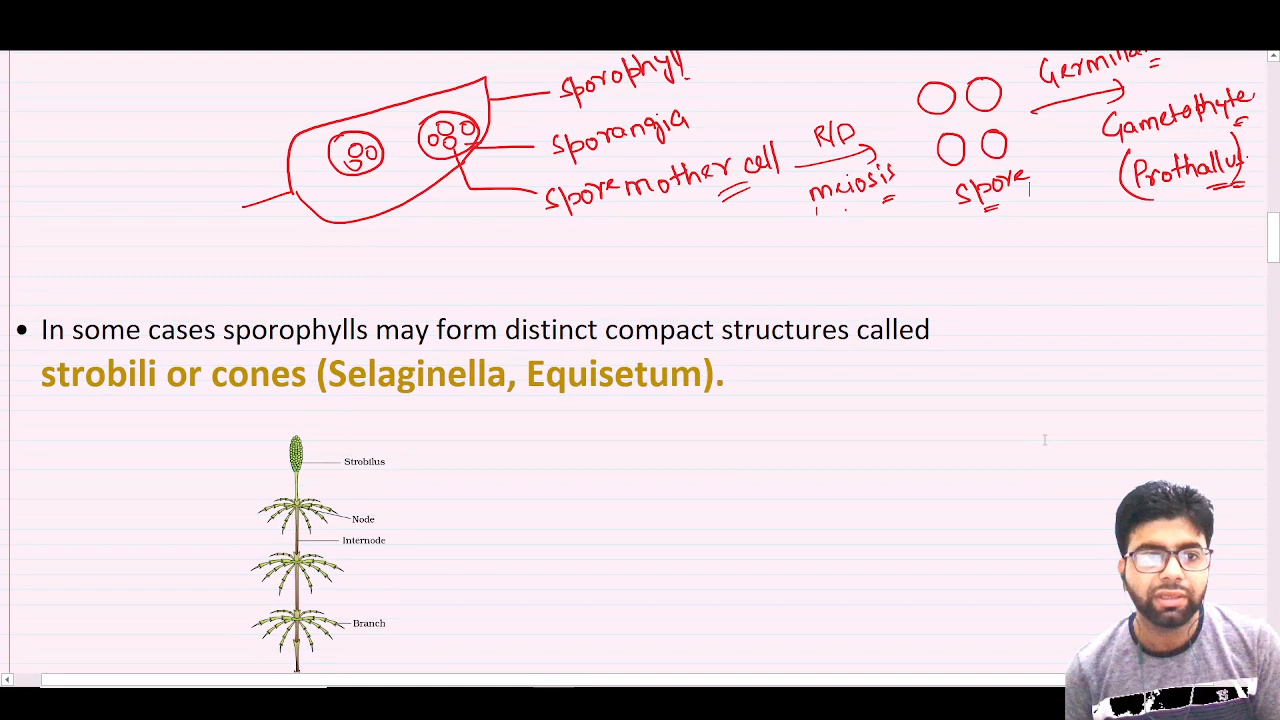 sporophyll
sporangia
spore mother cell
R/D
meiosis
spore
Gametophyte
(Prothallus)
• In some cases sporophylls may form distinct compact structures called
strobili or cones (Selaginella, Equisetum).
Strobilus
Node
Internode
Branch